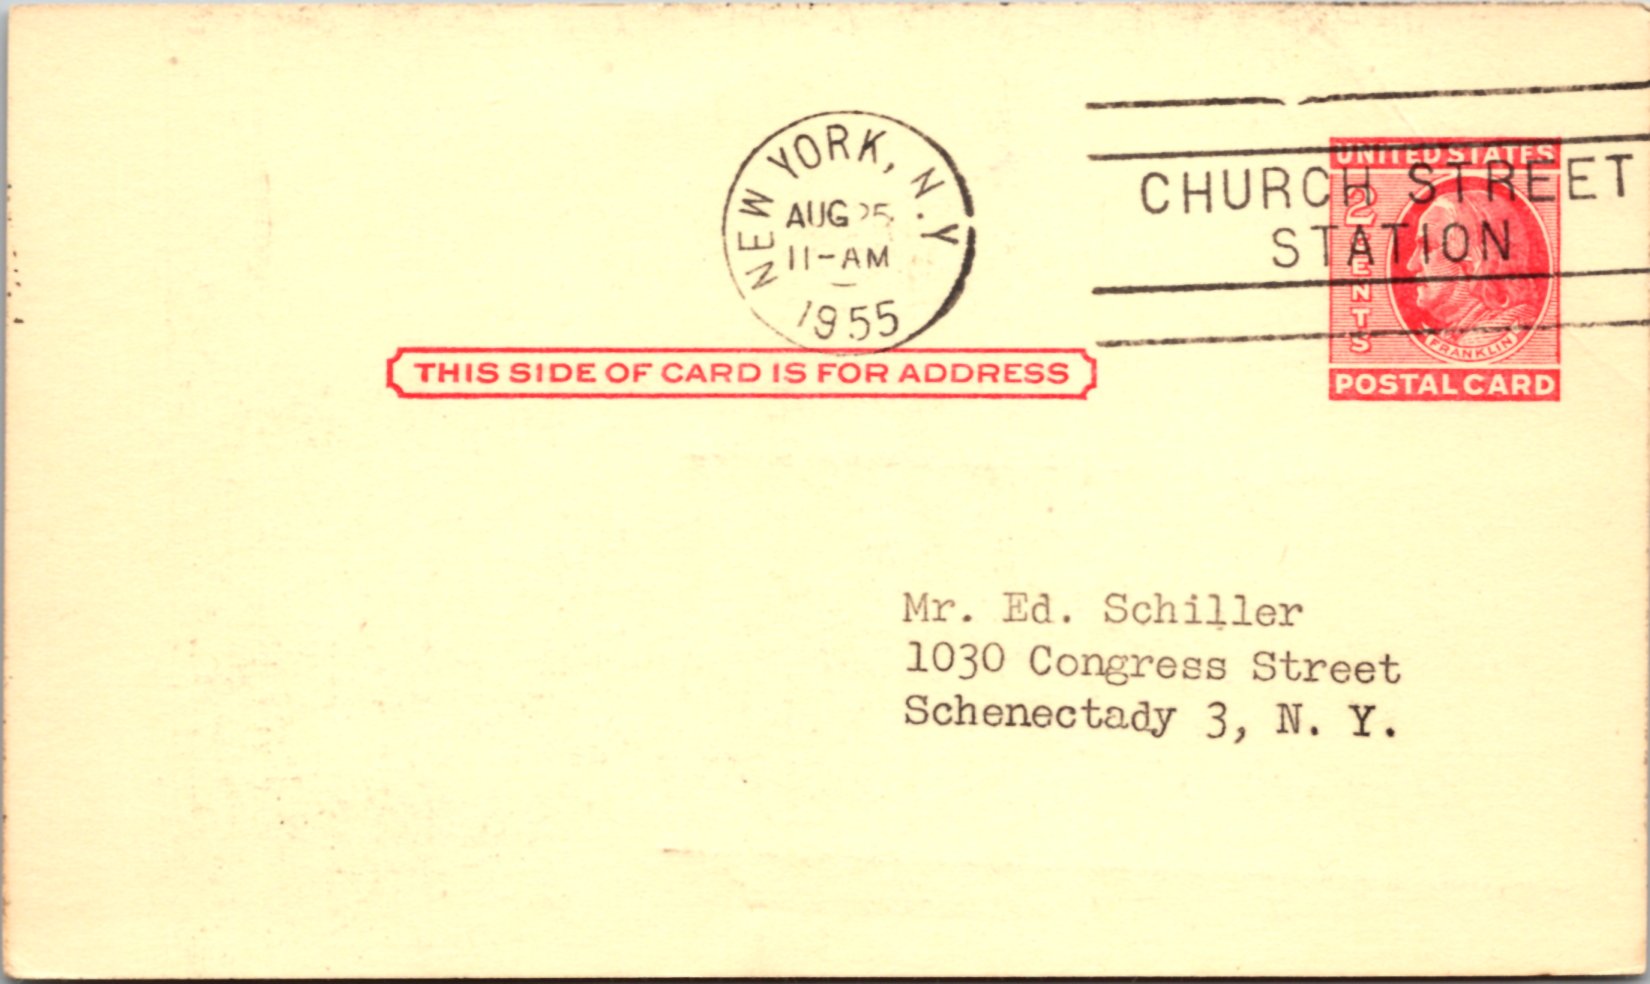 NEW YORK, N.Y
AUG 25
11-AM
1955
CHURCH STREET
STATION
UNITED STATES
2 CENTS
FRANKLIN
POSTAL CARD
THIS SIDE OF CARD IS FOR ADDRESS
Mr. Ed. Schiller
1030 Congress Street
Schenectady 3, N. Y.